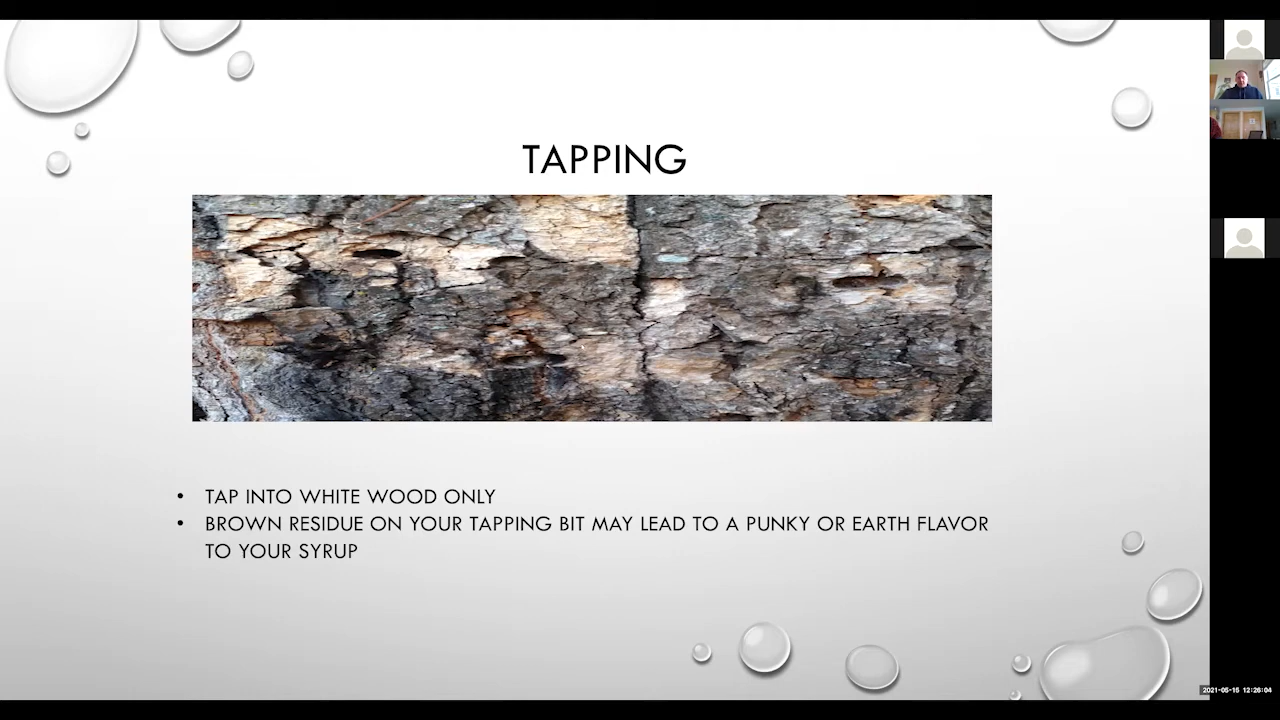 TAPPING
• TAP INTO WHITE WOOD ONLY
• BROWN RESIDUE ON YOUR TAPPING BIT MAY LEAD TO A PUNKY OR EARTH FLAVOR
TO YOUR SYRUP
2021-05-15 12:26:04